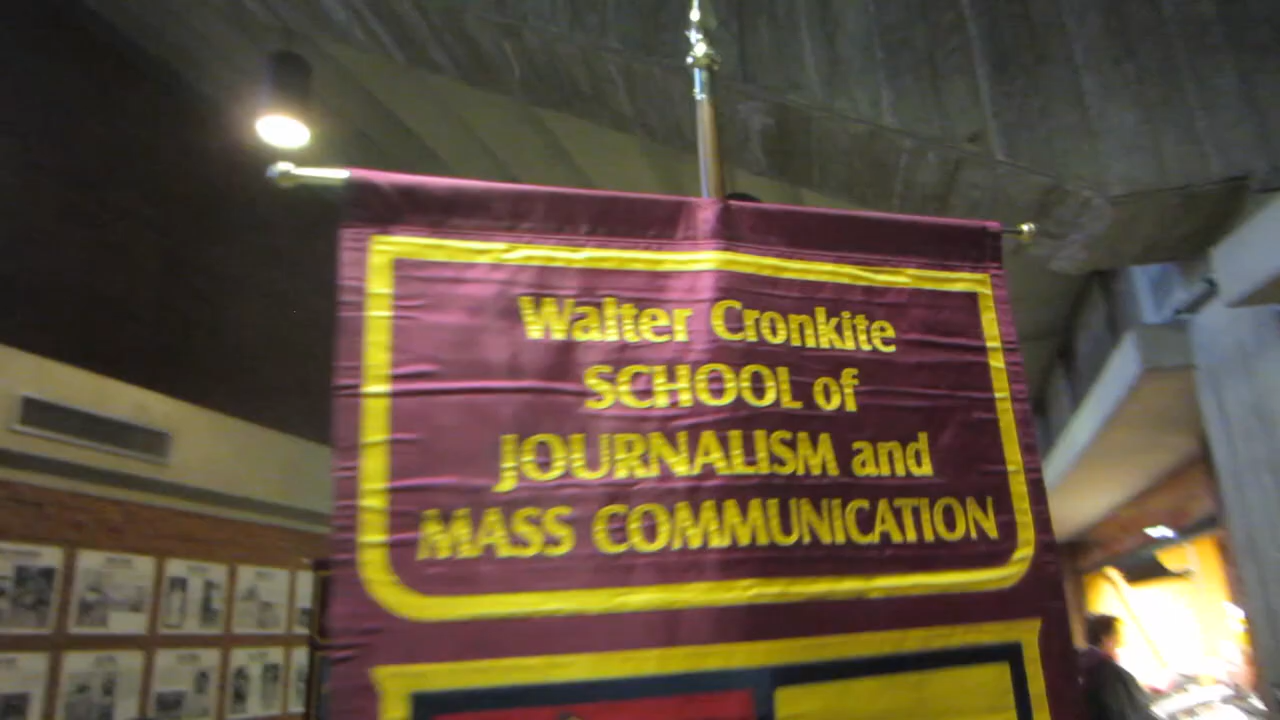 Walter Cronkite
SCHOOL of
JOURNALISM and
MASS COMMUNICATION